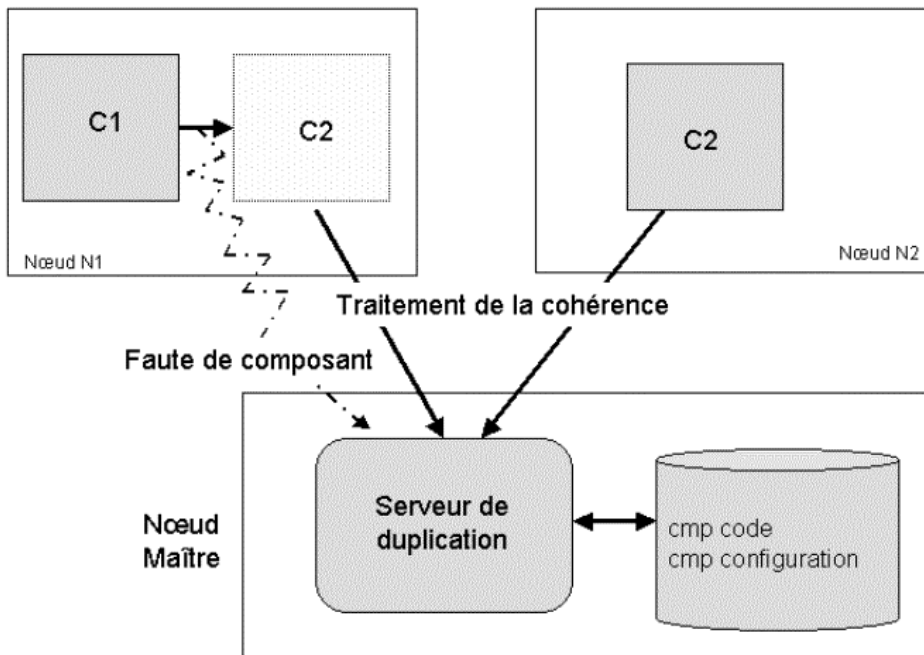 C1
C2
C2
Nœud N1
Nœud N2
Traitement de la cohérence
Faute de composant
Nœud
Maître
Serveur de
duplication
cmp code
cmp configuration